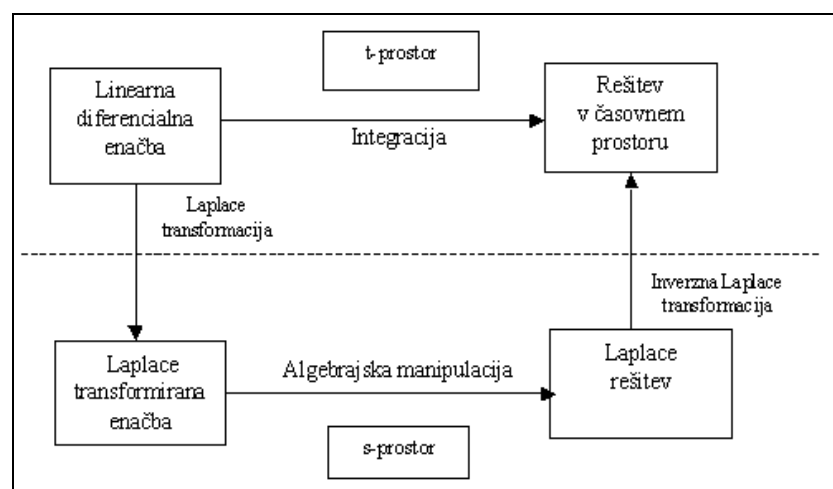 t-prostor
Linearna
diferencialna
enačba
Integracija
Rešitev
v časovnem
prostoru
Laplace
transformacija
Inverzna Laplace
transformacija
Laplace
transformirana
enačba
Algebrajska manipulacija
Laplace
rešitev
s-prostor